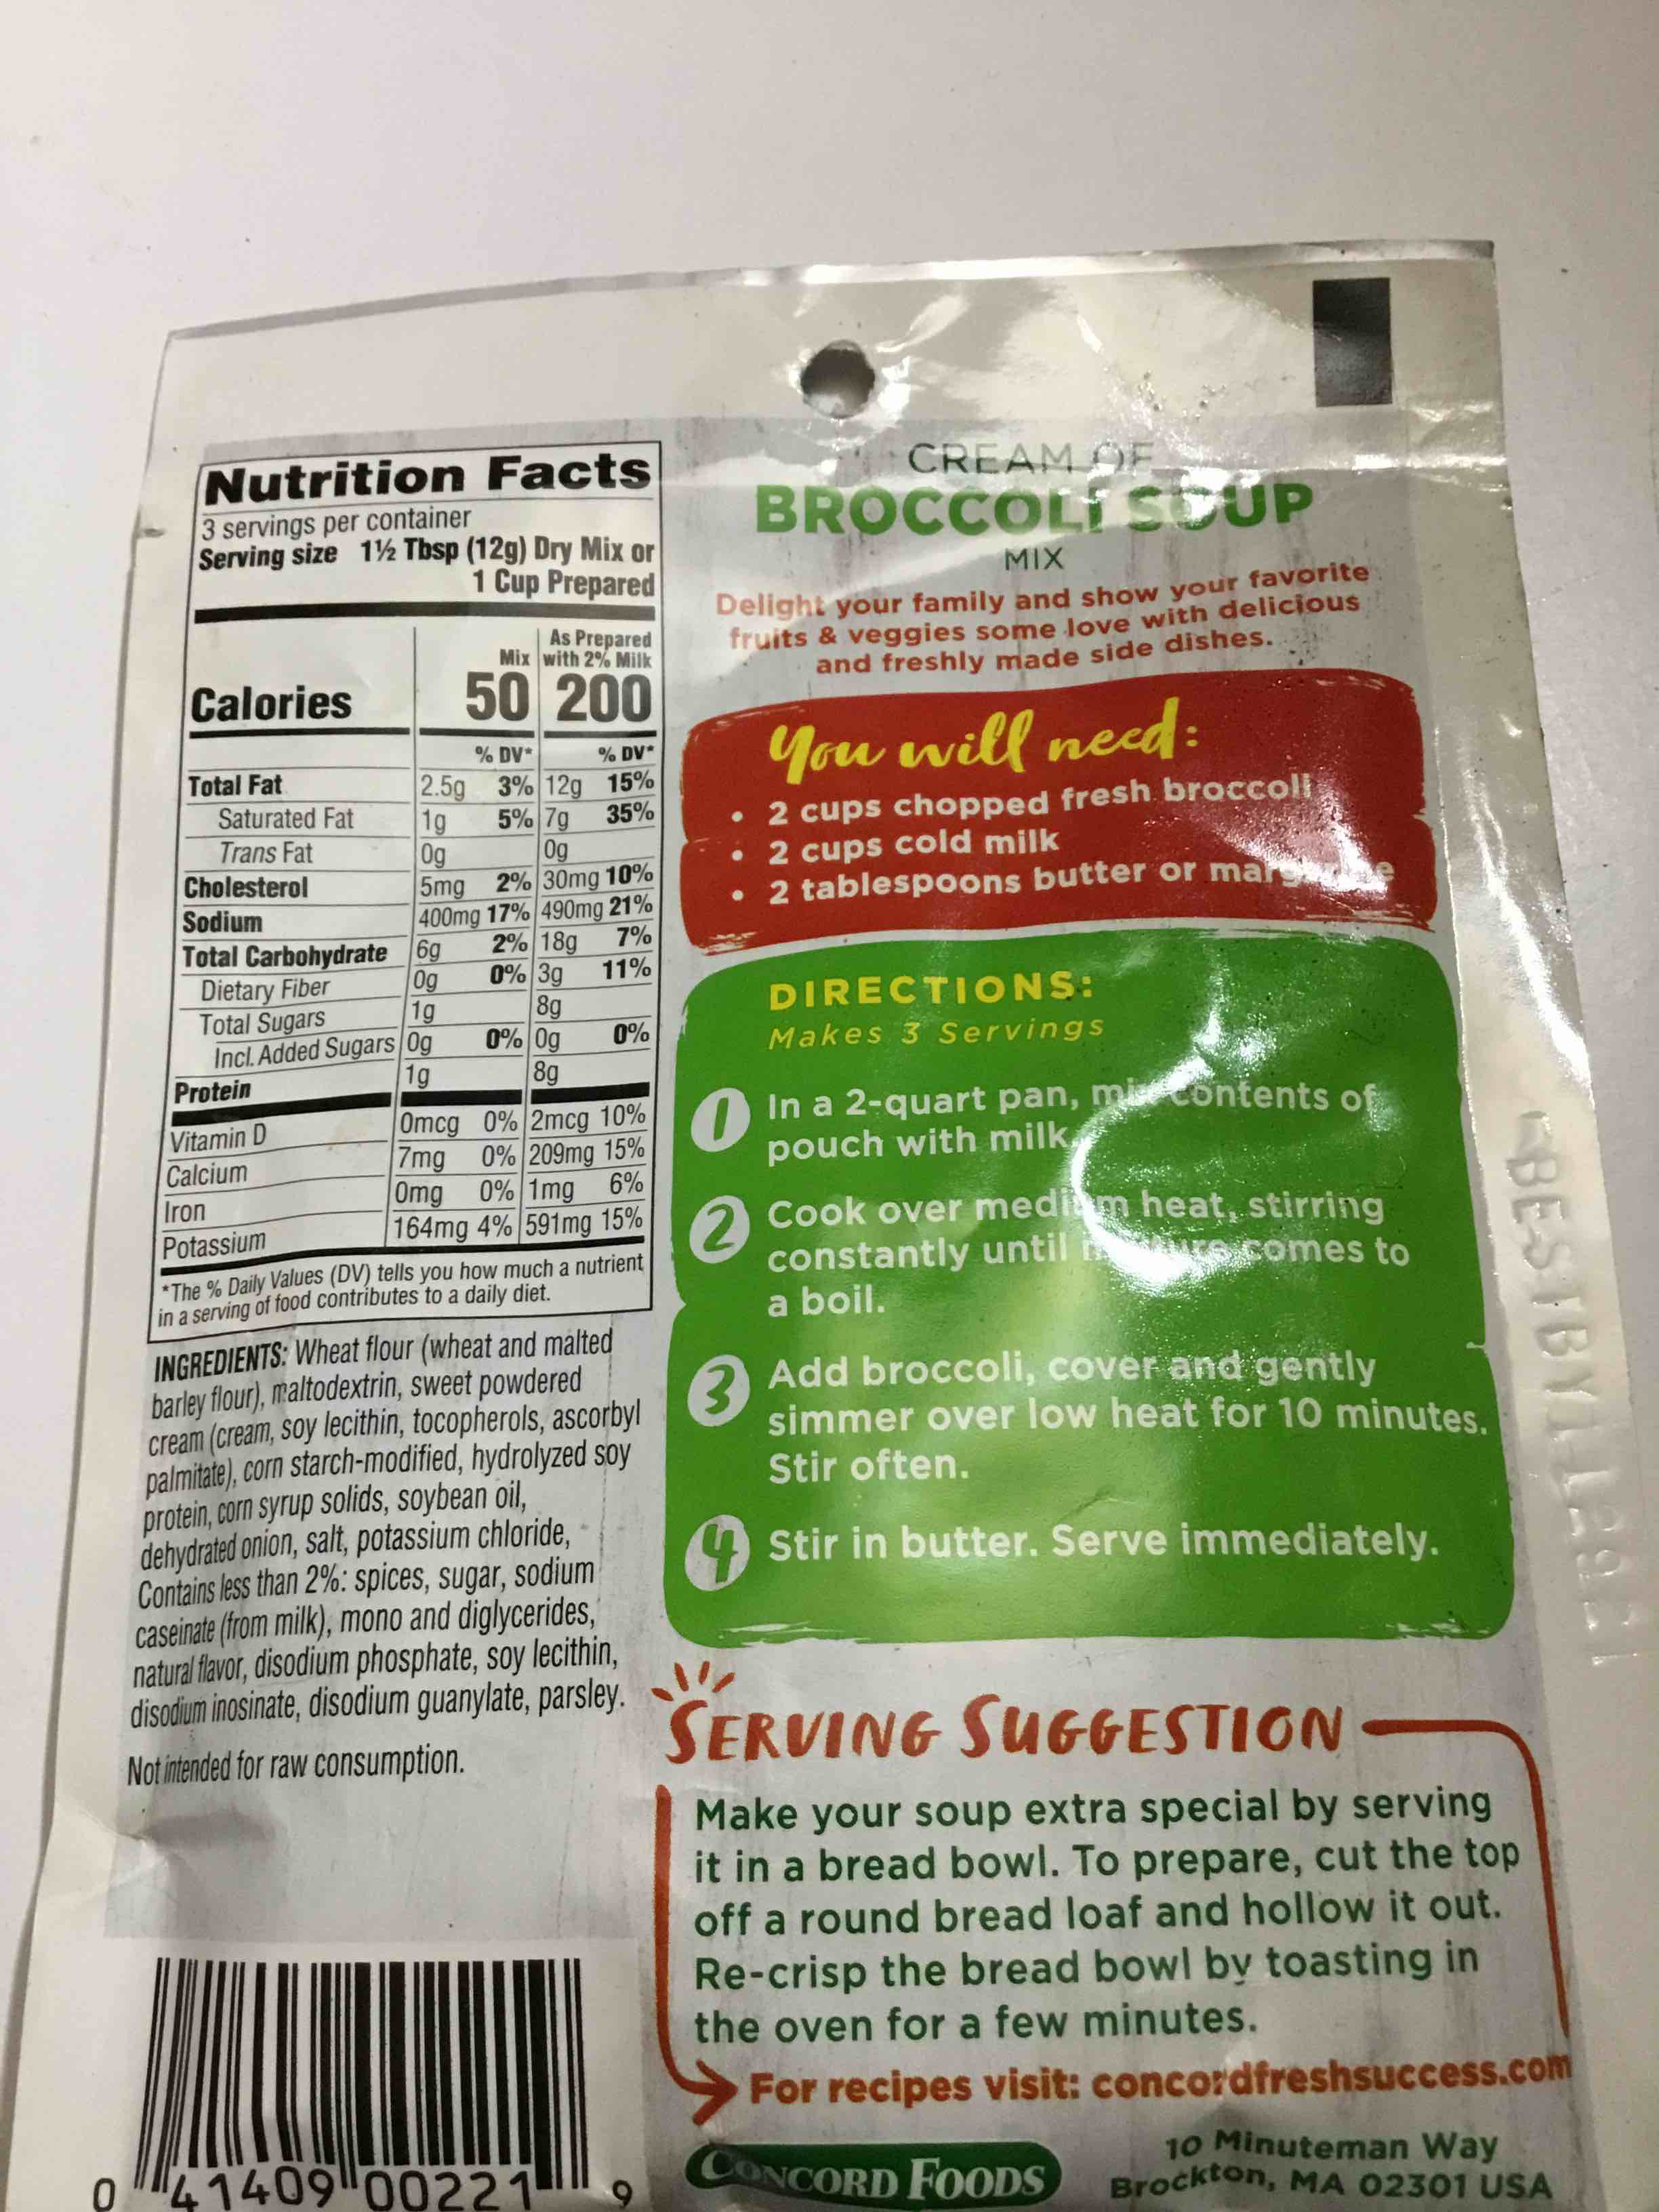 Nutrition Facts
3 servings per container
Serving size 1½ Tbsp (12g) Dry Mix or
1 Cup Prepared
As Prepared
Mix with 2% Milk
Calories 50 200
% DV* % DV*
Total Fat 2.5g 3% 12g 15%
Saturated Fat 1g 5% 7g 35%
Trans Fat 0g 0g
Cholesterol 5mg 2% 30mg 10%
Sodium 400mg 17% 490mg 21%
Total Carbohydrate 6g 2% 18g 7%
Dietary Fiber 0g 0% 3g 11%
Total Sugars 1g 8g
Incl. Added Sugars 0g 0% 0g 0%
Protein 1g 8g
Vitamin D 0mcg 0% 2mcg 10%
Calcium 7mg 0% 209mg 15%
Iron 0mg 0% 1mg 6%
Potassium 164mg 4% 591mg 15%
*The % Daily Values (DV) tells you how much a nutrient
in a serving of food contributes to a daily diet.
INGREDIENTS: Wheat flour (wheat and malted
barley flour), maltodextrin, sweet powdered
cream (cream, soy lecithin, tocopherols, ascorbyl
palmitate), corn starch-modified, hydrolyzed soy
protein, corn syrup solids, soybean oil,
dehydrated onion, salt, potassium chloride,
Contains less than 2%: spices, sugar, sodium
caseinate (from milk), mono and diglycerides,
natural flavor, disodium phosphate, soy lecithin,
disodium inosinate, disodium guanylate, parsley.
Not intended for raw consumption.
0 41409 00221 9
CREAM OF
BROCCOLI SOUP
MIX
Delight your family and show your favorite
fruits & veggies some love with delicious
and freshly made side dishes.
You will need:
• 2 cups chopped fresh broccoli
• 2 cups cold milk
• 2 tablespoons butter or margarine
DIRECTIONS:
Makes 3 Servings
1 In a 2-quart pan, mix contents of
pouch with milk.
2 Cook over medium heat, stirring
constantly until mixture comes to
a boil.
3 Add broccoli, cover and gently
simmer over low heat for 10 minutes.
Stir often.
4 Stir in butter. Serve immediately.
SERVING SUGGESTION
Make your soup extra special by serving
it in a bread bowl. To prepare, cut the top
off a round bread loaf and hollow it out.
Re-crisp the bread bowl by toasting in
the oven for a few minutes.
For recipes visit: concordfreshsuccess.com
CONCORD FOODS
10 Minuteman Way
Brockton, MA 02301 USA
BEST BY